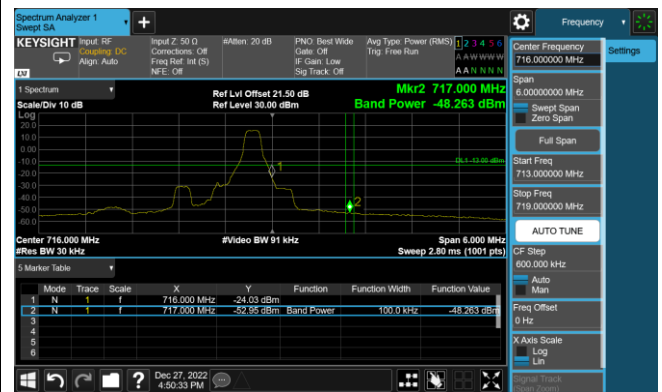 Spectrum Analyzer 1
Swept SA
+
Frequency
KEYSIGHT
Input: RF
Coupling: DC
Align: Auto
Input Z: 50 Ω
Corrections: Off
Freq Ref: Int (S)
NFE: Off
#Atten: 20 dB
PNO: Best Wide
Gate: Off
IF Gain: Low
Sig Track: Off
Avg Type: Power (RMS)
Trig: Free Run
1 2 3 4 5 6
A W W W W W
A A N N N N
LXI
1 Spectrum
Scale/Div 10 dB
Ref Lvl Offset 21.50 dB
Ref Level 30.00 dBm
Mkr2 717.000 MHz
Band Power -48.263 dBm
Log
20.0
10.0
0.00
-10.0
-20.0
-30.0
-40.0
-50.0
-60.0
DL1 -13.00 dBm
1
2
Center 716.000 MHz
#Res BW 30 kHz
#Video BW 91 kHz
Span 6.000 MHz
Sweep 2.80 ms (1001 pts)
5 Marker Table
Mode Trace Scale X Y Function Function Width Function Value
1 N 1 f 716.000 MHz -24.03 dBm
2 N 1 f 717.000 MHz -52.95 dBm Band Power 100.0 kHz -48.263 dBm
3
4
5
6
Dec 27, 2022
4:50:33 PM
Center Frequency
716.000000 MHz
Settings
Span
6.00000000 MHz
Swept Span
Zero Span
Full Span
Start Freq
713.000000 MHz
Stop Freq
719.000000 MHz
AUTO TUNE
CF Step
600.000 kHz
Auto
Man
Freq Offset
0 Hz
X Axis Scale
Log
Lin
Signal Track
(Span Zoom)